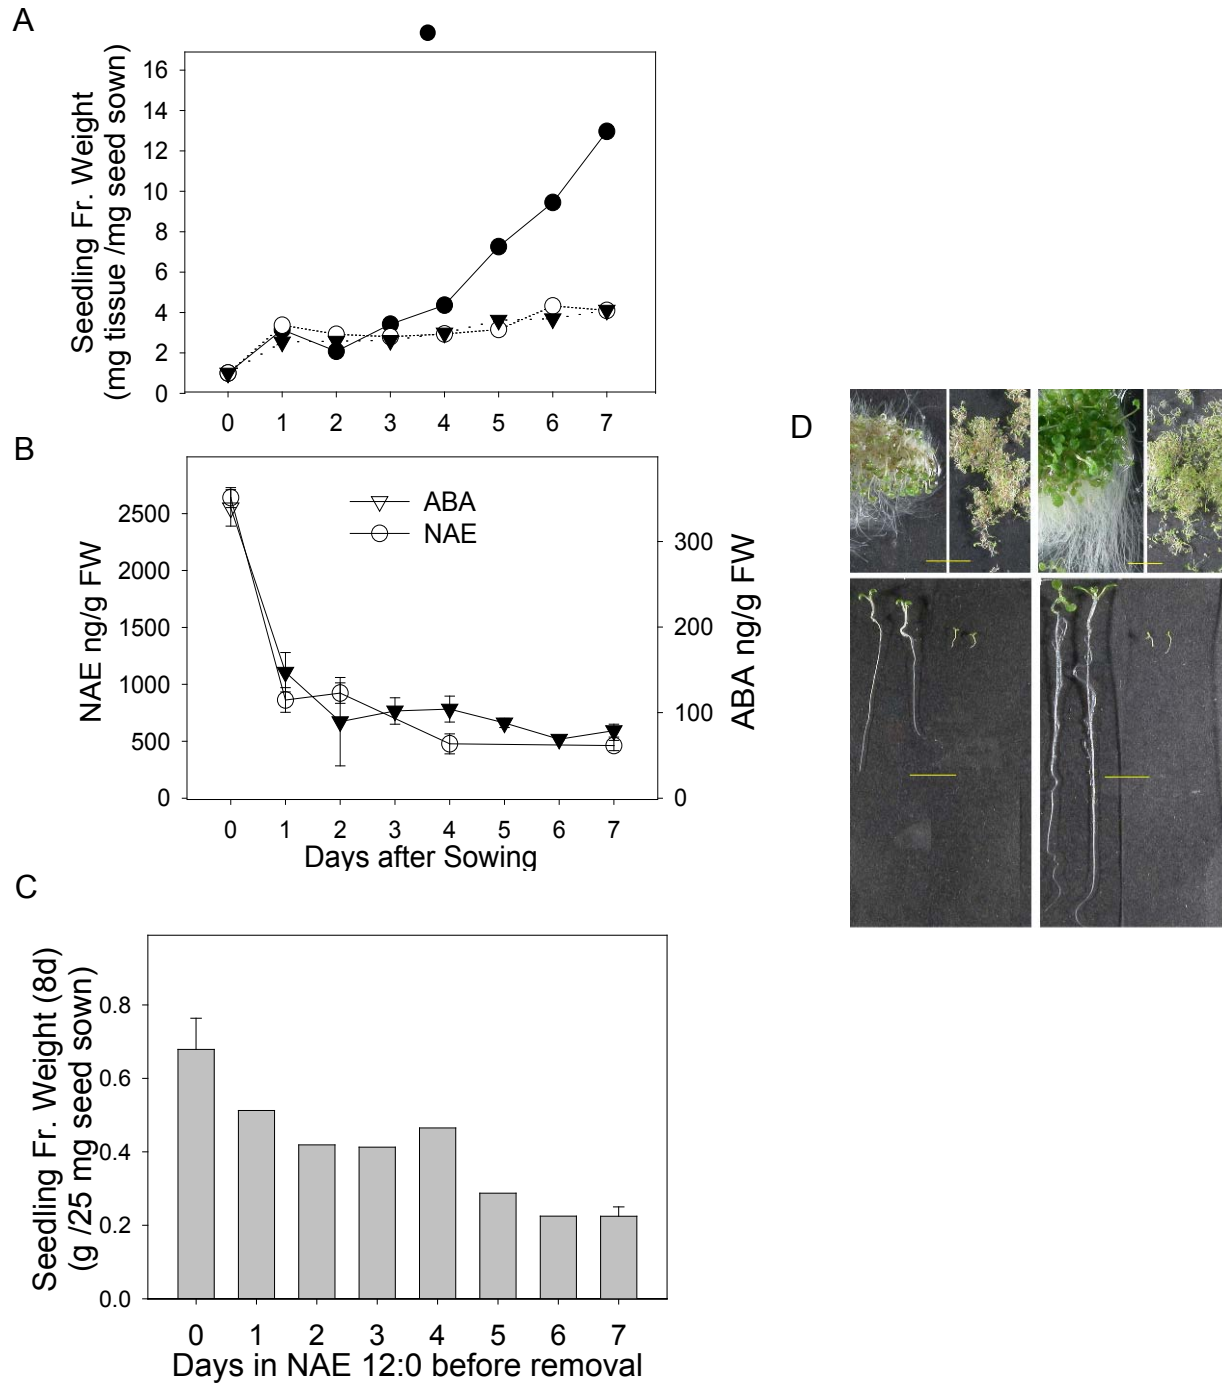 A
Seedling Fr. Weight
(mg tissue /mg seed sown)
16
14
12
10
8
6
4
2
0
0 1 2 3 4 5 6 7
B
NAE ng/g FW
2500
2000
1500
1000
500
0
ABA
NAE
300
200
100
0
ABA ng/g FW
0 1 2 3 4 5 6 7
Days after Sowing
C
Seedling Fr. Weight (8d)
(g /25 mg seed sown)
0.8
0.6
0.4
0.2
0.0
0 1 2 3 4 5 6 7
Days in NAE 12:0 before removal
D